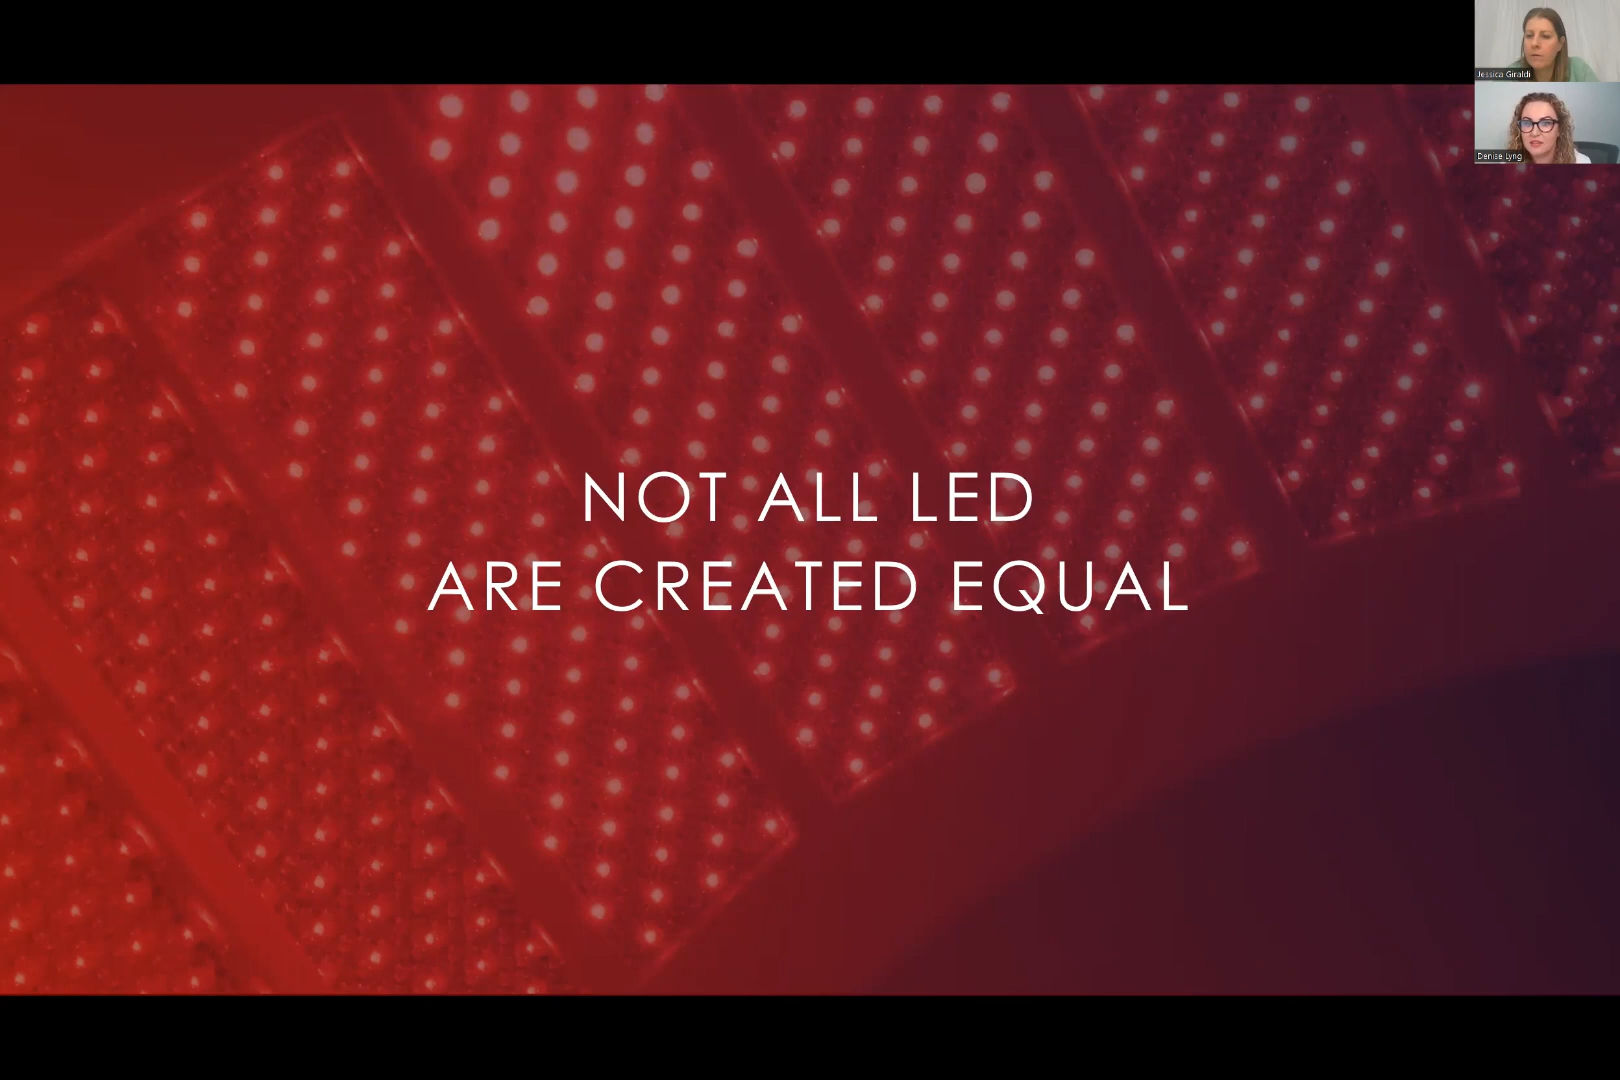 Jessica Giraldi
Denise Lyng
NOT ALL LED
ARE CREATED EQUAL